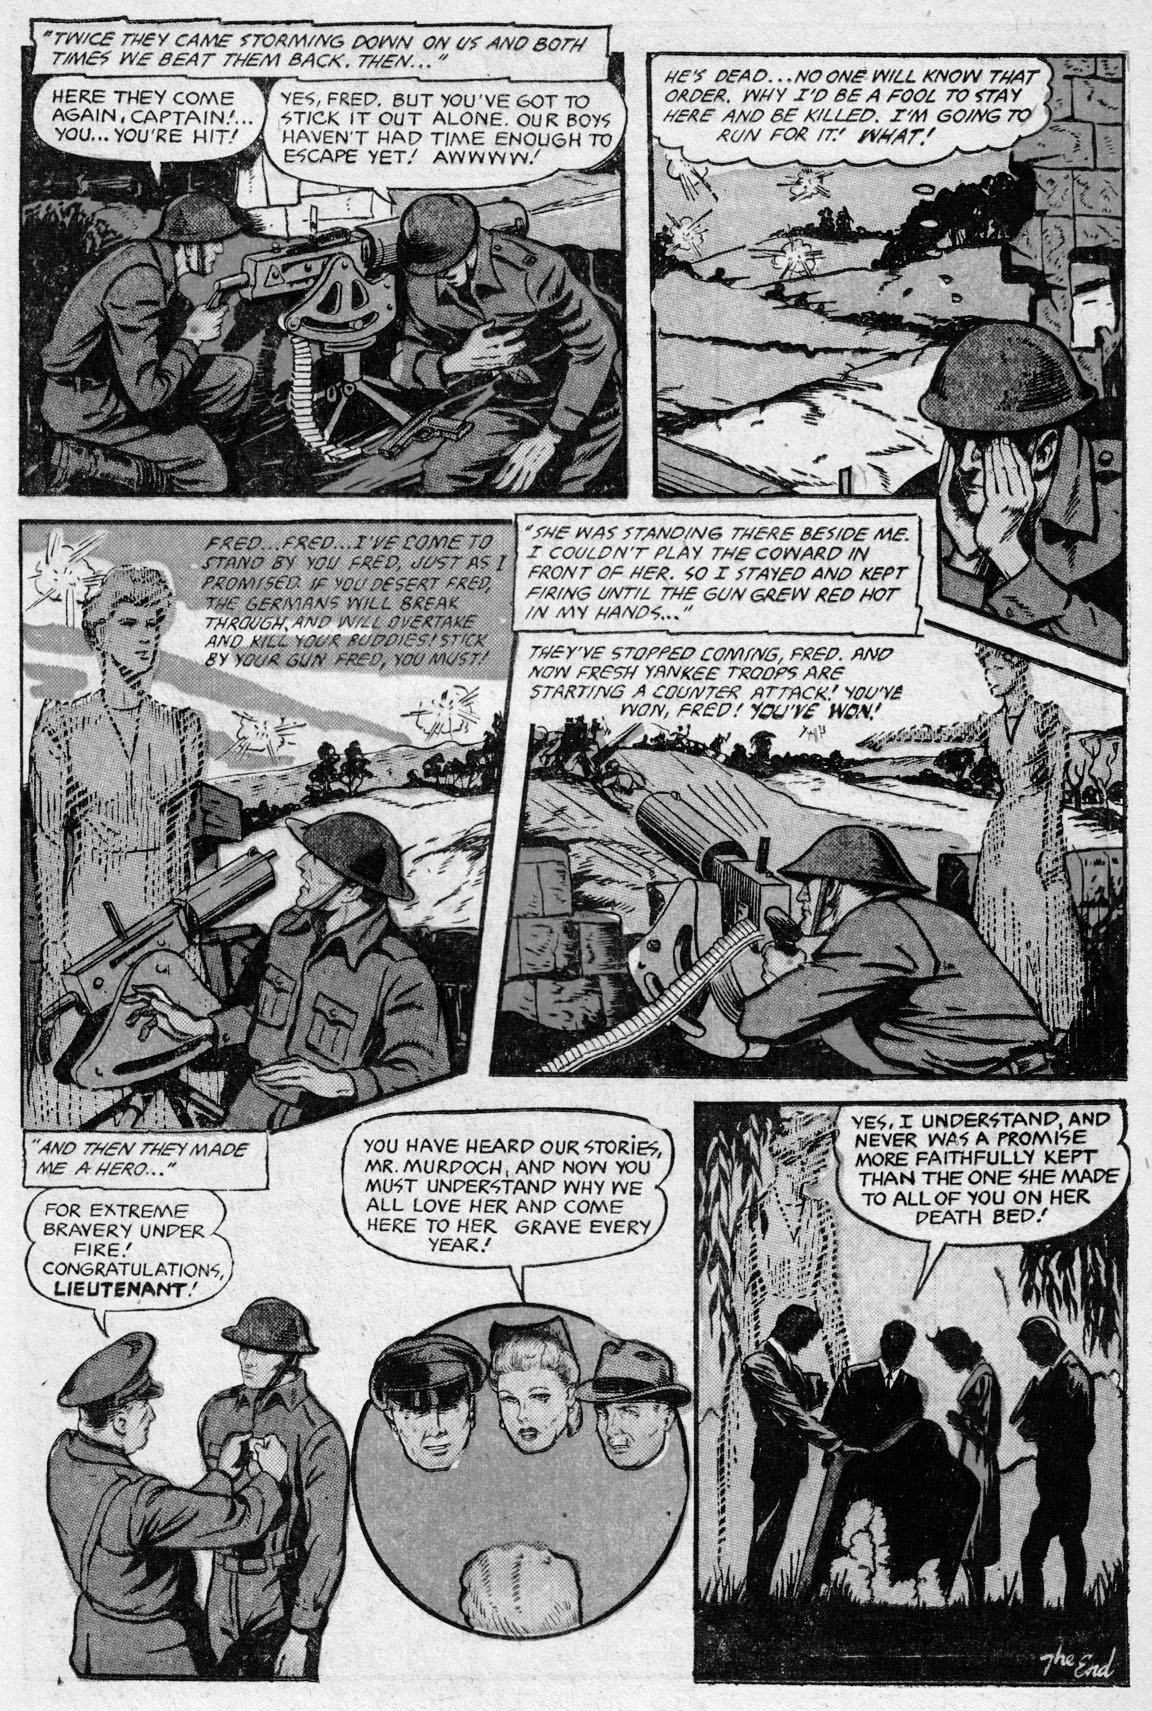 "TWICE THEY CAME STORMING DOWN ON US AND BOTH
TIMES WE BEAT THEM BACK. THEN..."
HERE THEY COME
AGAIN, CAPTAIN!...
YOU... YOU'RE HIT!
YES, FRED. BUT YOU'VE GOT TO
STICK IT OUT ALONE. OUR BOYS
HAVEN'T HAD TIME ENOUGH TO
ESCAPE YET! AWWWW!
HE'S DEAD...NO ONE WILL KNOW THAT
ORDER. WHY I'D BE A FOOL TO STAY
HERE AND BE KILLED. I'M GOING TO
RUN FOR IT! WHAT!
FRED...FRED...I'VE COME TO
STAND BY YOU FRED, JUST AS I
PROMISED. IF YOU DESERT FRED,
THE GERMANS WILL BREAK
THROUGH, AND WILL OVERTAKE
AND KILL YOUR BUDDIES! STICK
BY YOUR GUN FRED, YOU MUST!
"SHE WAS STANDING THERE BESIDE ME.
I COULDN'T PLAY THE COWARD IN
FRONT OF HER. SO I STAYED AND KEPT
FIRING UNTIL THE GUN GREW RED HOT
IN MY HANDS..."
THEY'VE STOPPED COMING, FRED. AND
NOW FRESH YANKEE TROOPS ARE
STARTING A COUNTER ATTACK! YOU'VE
WON, FRED! YOU'VE WON!
"AND THEN THEY MADE
ME A HERO..."
FOR EXTREME
BRAVERY UNDER
FIRE!
CONGRATULATIONS,
LIEUTENANT!
YOU HAVE HEARD OUR STORIES,
MR. MURDOCH, AND NOW YOU
MUST UNDERSTAND WHY WE
ALL LOVE HER AND COME
HERE TO HER GRAVE EVERY
YEAR!
YES, I UNDERSTAND, AND
NEVER WAS A PROMISE
MORE FAITHFULLY KEPT
THAN THE ONE SHE MADE
TO ALL OF YOU ON HER
DEATH BED!
The End